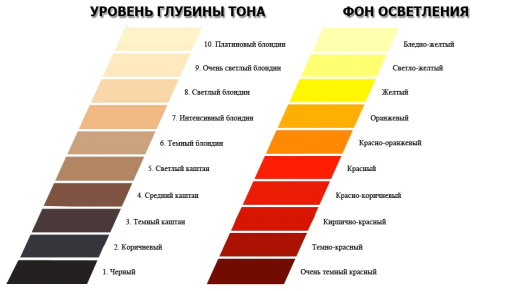 УРОВЕНЬ ГЛУБИНЫ ТОНА
ФОН ОСВЕТЛЕНИЯ
10. Платиновый блондин
Бледно-желтый
9. Очень светлый блондин
Светло-желтый
8. Светлый блондин
Желтый
7. Интенсивный блондин
Оранжевый
6. Темный блондин
Красно-оранжевый
5. Светлый каштан
Красный
4. Средний каштан
Красно-коричневый
3. Темный каштан
Кирпично-красный
2. Коричневый
Темно-красный
1. Черный
Очень темный красный